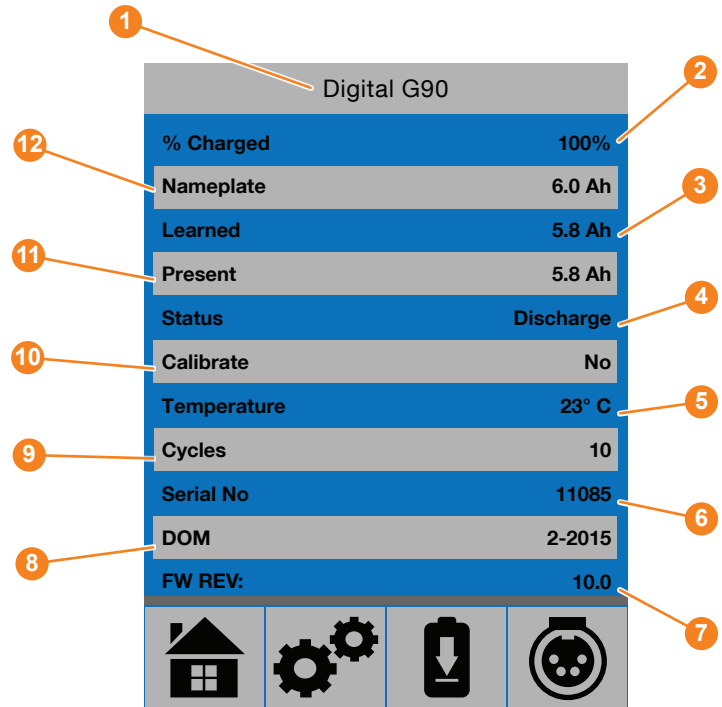 1
Digital G90
2
% Charged 100%
12
Nameplate 6.0 Ah
3
Learned 5.8 Ah
11
Present 5.8 Ah
4
Status Discharge
10
Calibrate No
5
Temperature 23° C
9
Cycles 10
6
Serial No 11085
8
DOM 2-2015
FW REV: 10.0
7